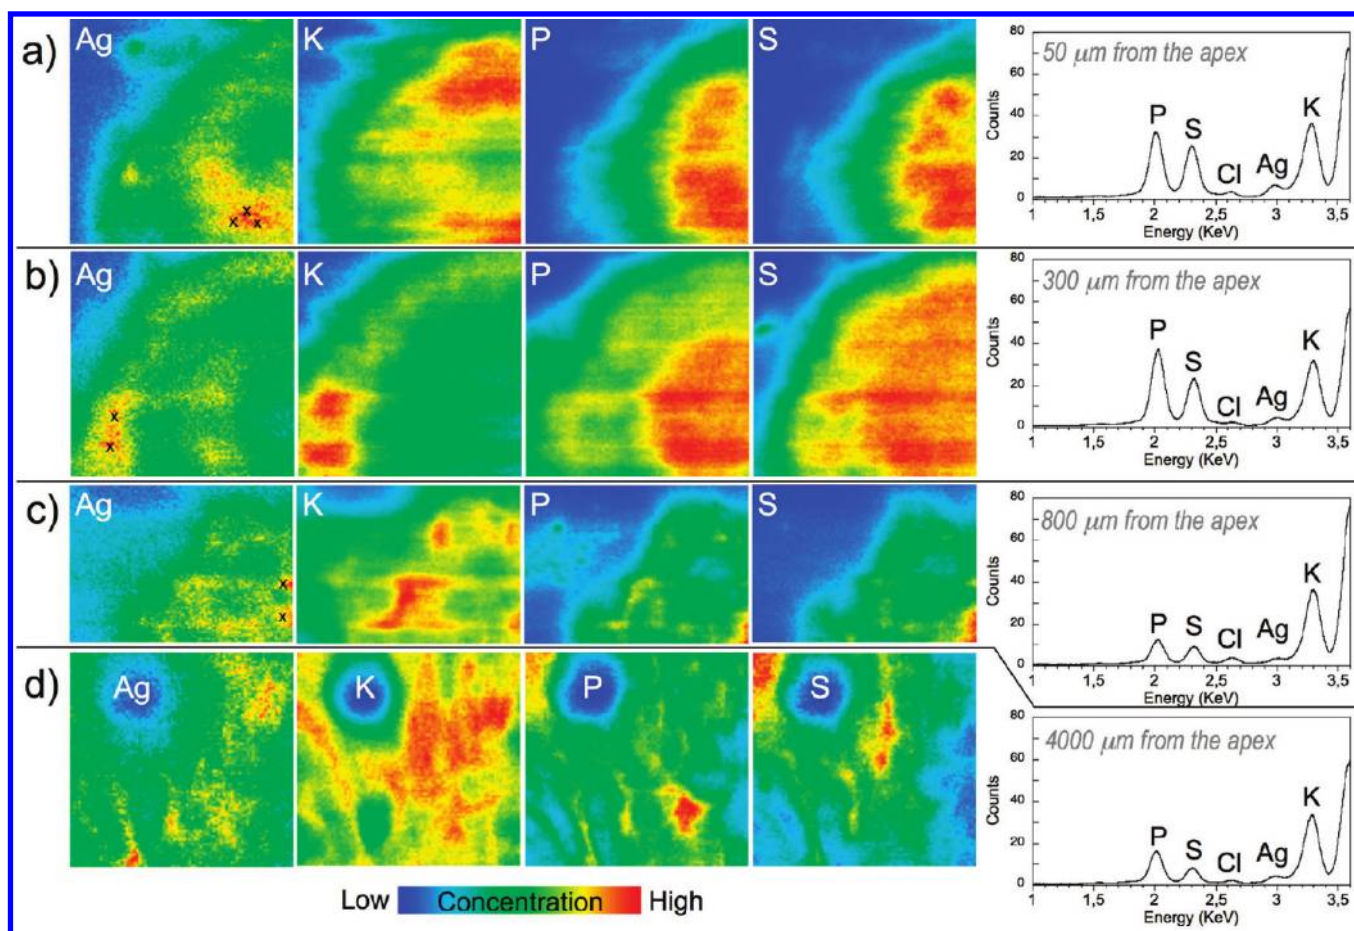 a) Ag K P S
x x x
80
60
40
20
0
Counts
50 μm from the apex
P S Cl Ag K
1 1,5 2 2,5 3 3,5
Energy (KeV)
b) Ag K P S
x
x
80
60
40
20
0
Counts
300 μm from the apex
P S Cl Ag K
1 1,5 2 2,5 3 3,5
Energy (KeV)
c) Ag K P S
x
x
80
60
40
20
0
Counts
800 μm from the apex
P S Cl Ag K
1 1,5 2 2,5 3 3,5
Energy (KeV)
d) Ag K P S
80
60
40
20
0
Counts
4000 μm from the apex
P S Cl Ag K
1 1,5 2 2,5 3 3,5
Energy (KeV)
Low Concentration High